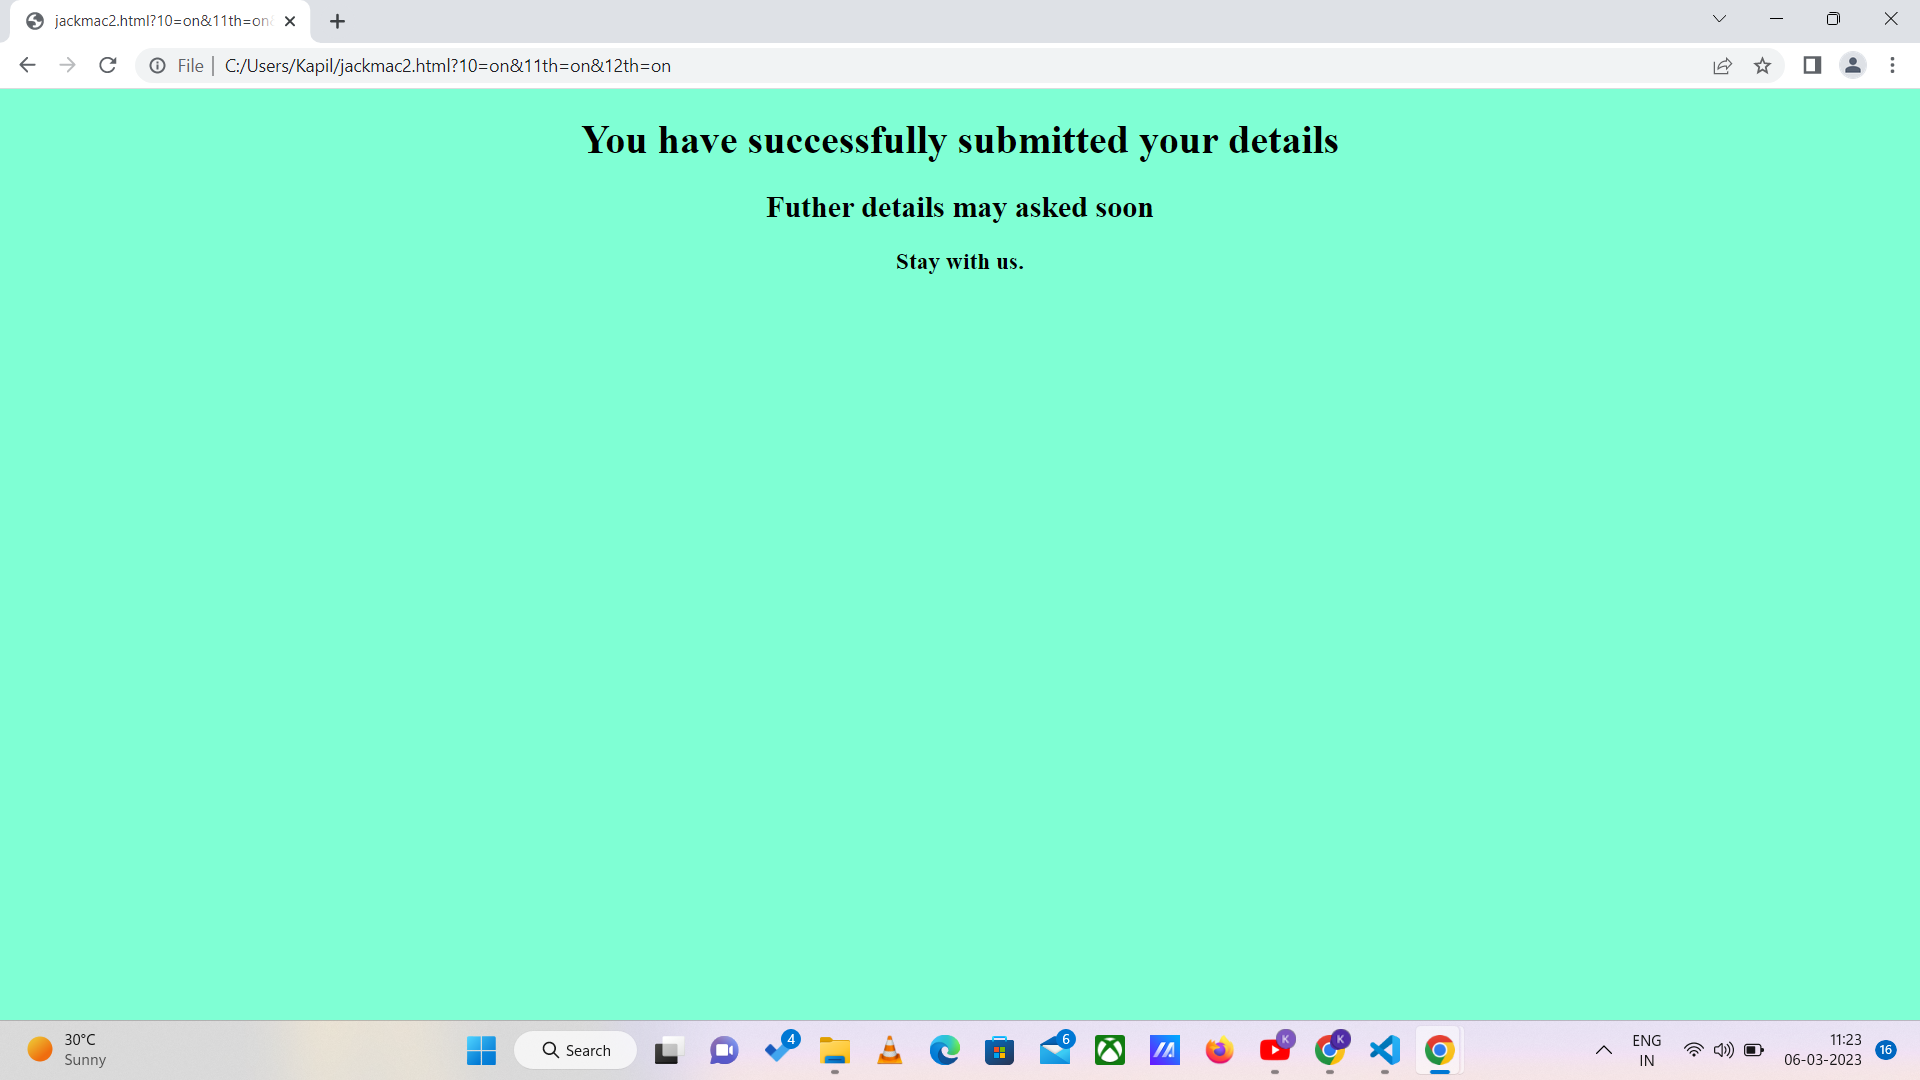 jackmac2.html?10=on&11th=on&
File
C:/Users/Kapil/jackmac2.html?10=on&11th=on&12th=on
You have successfully submitted your details
Futher details may asked soon
Stay with us.
30°C
Sunny
Search
4
6
K
K
ENG
IN
11:23
06-03-2023
16